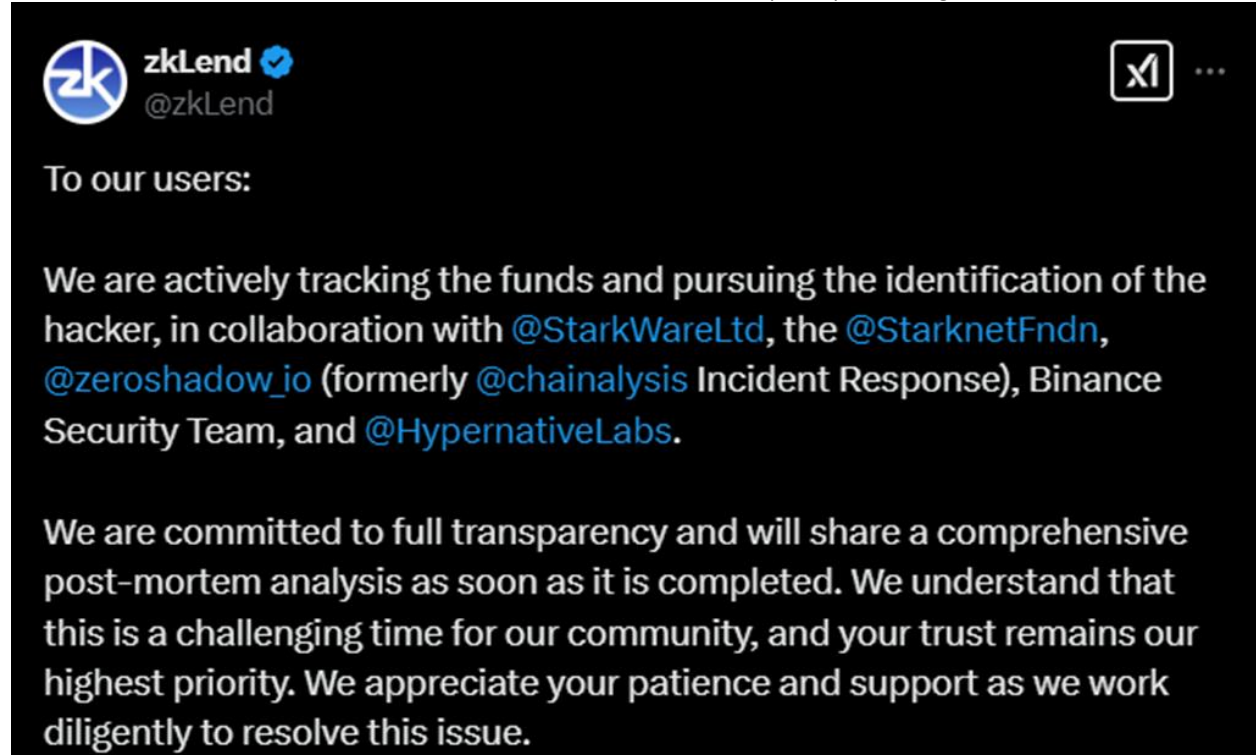 zk
zkLend
@zkLend
To our users:
We are actively tracking the funds and pursuing the identification of the
hacker, in collaboration with @StarkWareLtd, the @StarknetFndn,
@zeroshadow_io (formerly @chainalysis Incident Response), Binance
Security Team, and @HypernativeLabs.
We are committed to full transparency and will share a comprehensive
post-mortem analysis as soon as it is completed. We understand that
this is a challenging time for our community, and your trust remains our
highest priority. We appreciate your patience and support as we work
diligently to resolve this issue.